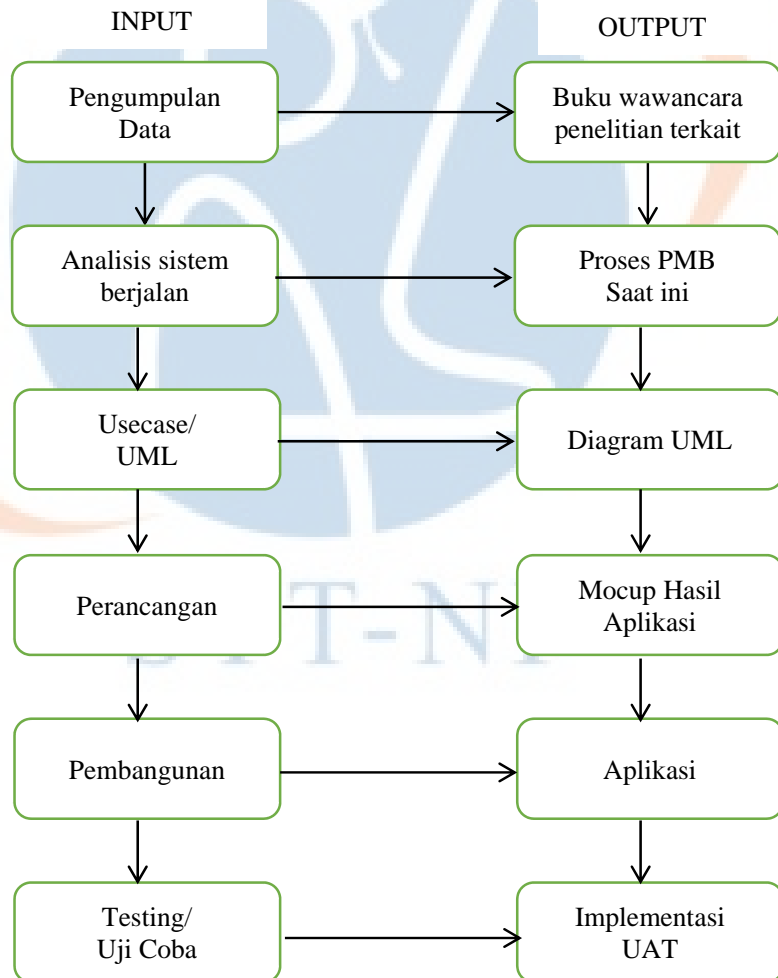 INPUT
OUTPUT
Pengumpulan
Data
Buku wawancara
penelitian terkait
Analisis sistem
berjalan
Proses PMB
Saat ini
Usecase/
UML
Diagram UML
Perancangan
Mocup Hasil
Aplikasi
Pembangunan
Aplikasi
Testing/
Uji Coba
Implementasi
UAT